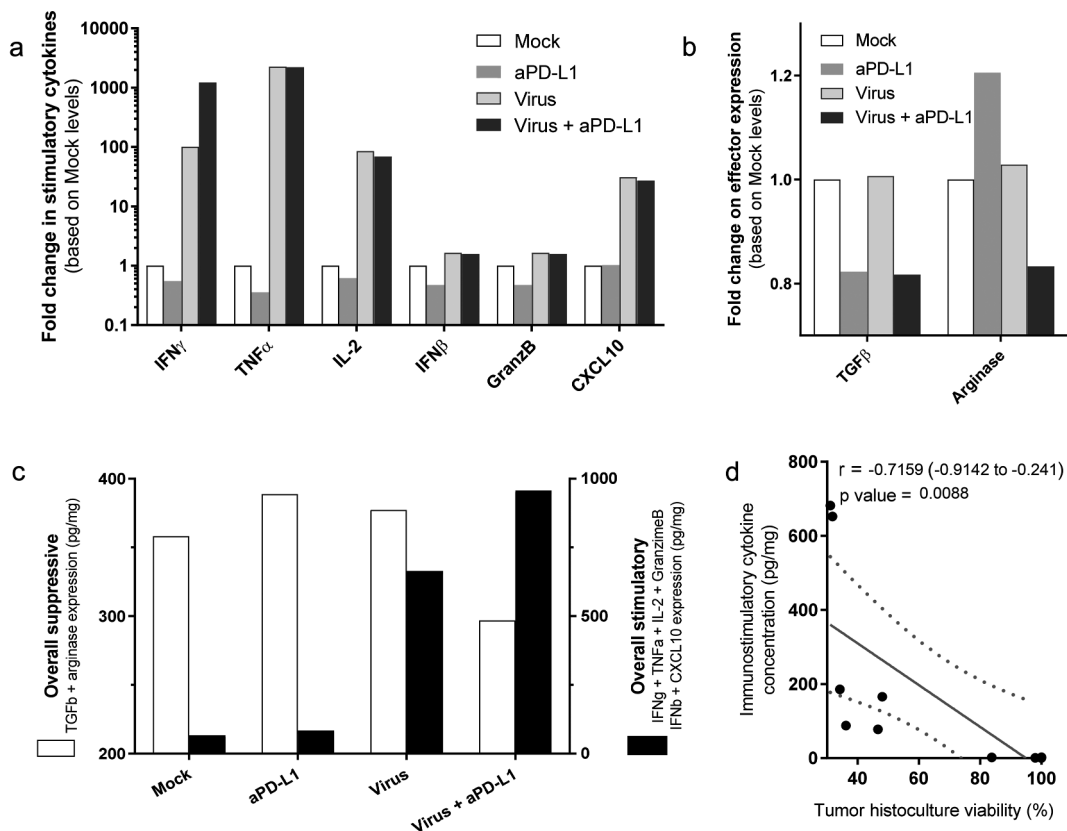 a
Fold change in stimulatory cytokines
(based on Mock levels)
10000
1000
100
10
1
0.1
IFNγ
TNFα
IL-2
IFNβ
GranzB
CXCL10
Mock
aPD-L1
Virus
Virus + aPD-L1
b
Fold change on effector expression
(based on Mock levels)
1.2
1.0
0.8
TGFβ
Arginase
Mock
aPD-L1
Virus
Virus + aPD-L1
c
Overall suppressive
TGFb + arginase expression (pg/mg)
400
300
200
Mock
aPD-L1
Virus
Virus + aPD-L1
1000
500
0
Overall stimulatory
IFNg + TNFa + IL-2 + GranzimeB
IFNb + CXCL10 expression (pg/mg)
d
Immunostimulatory cytokine
concentration (pg/mg)
800
600
400
200
0
r = -0.7159 (-0.9142 to -0.241)
p value = 0.0088
40
60
80
100
Tumor histoculture viability (%)